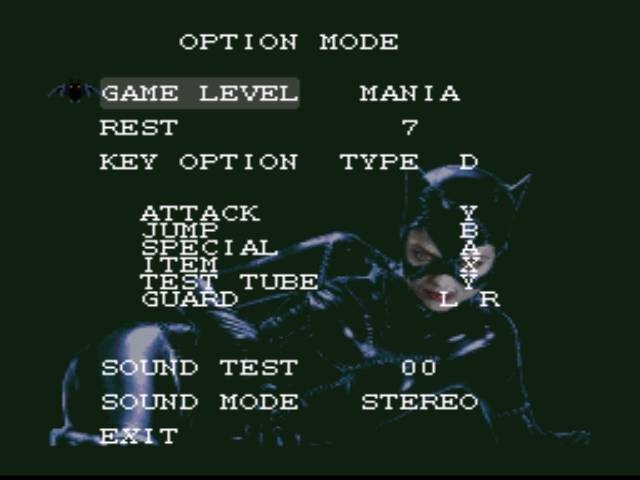 OPTION MODE
GAME LEVEL MANIA
REST 7
KEY OPTION TYPE D
ATTACK Y
JUMP B
SPECIAL A
ITEM X
TEST TUBE Y
GUARD L R
SOUND TEST 00
SOUND MODE STEREO
EXIT